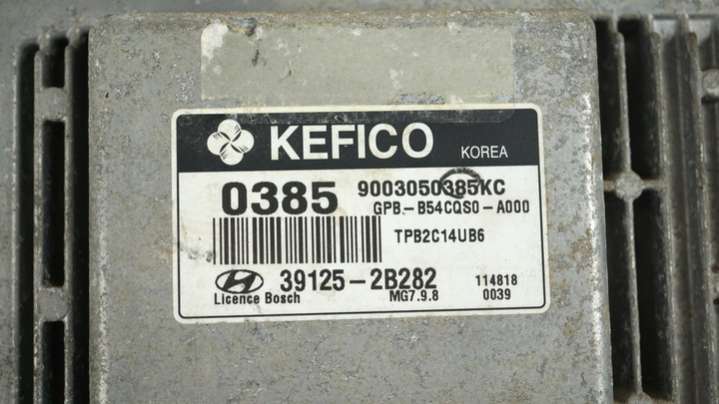 KEFICO KOREA
0385 9003050385KC
GPB-B54CQS0-A000
TPB2C14UB6
39125-2B282 114818
Licence Bosch MG7.9.8 0039